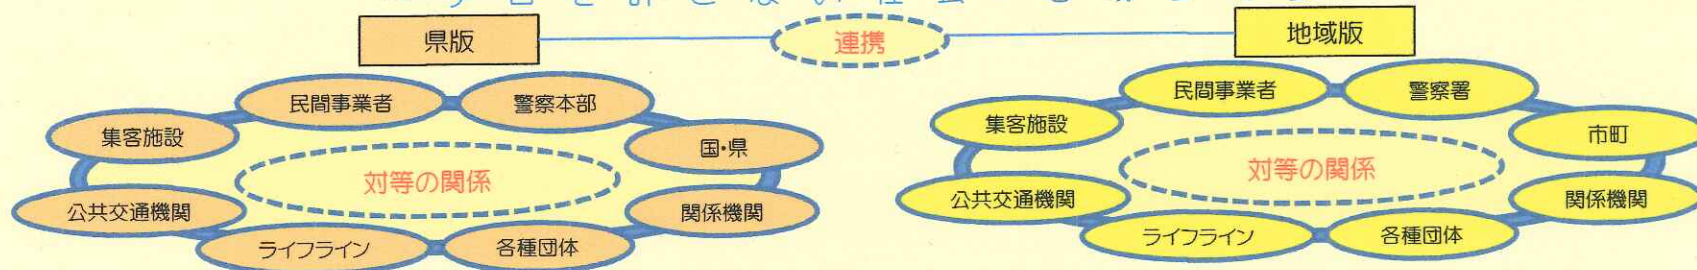 県版
連携
地域版
民間事業者
警察本部
集客施設
国・県
対等の関係
公共交通機関
関係機関
ライフライン
各種団体
民間事業者
警察署
集客施設
市町
対等の関係
公共交通機関
関係機関
ライフライン
各種団体